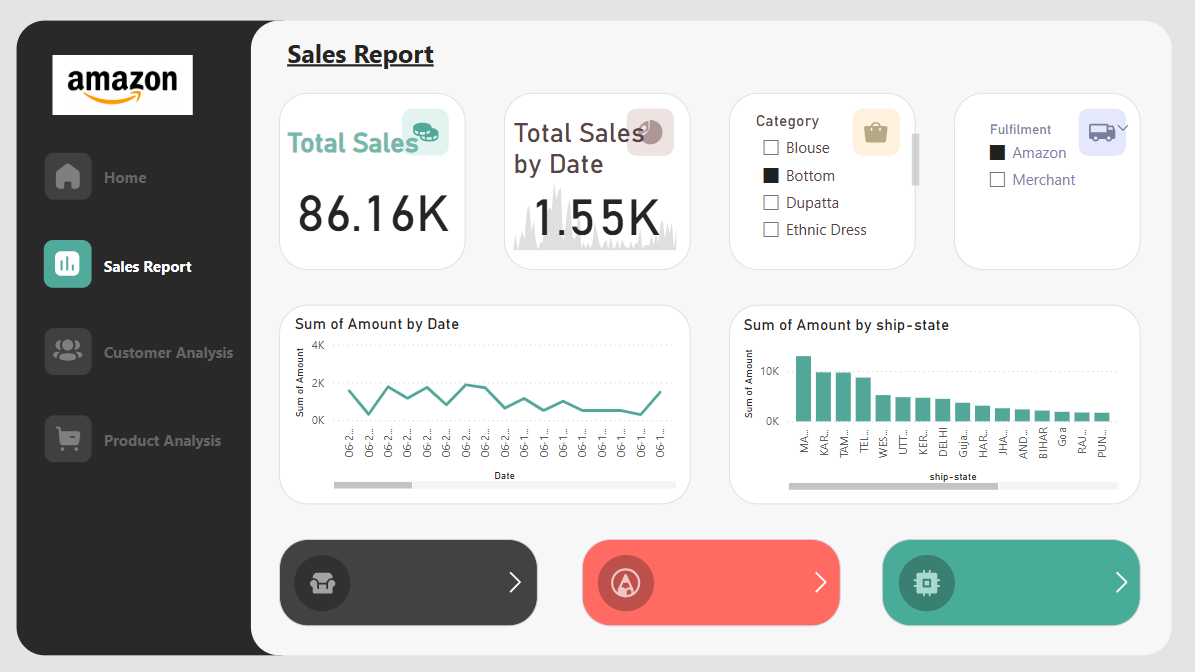 amazon
Home
Sales Report
Customer Analysis
Product Analysis
Sales Report
Total Sales
86.16K
Total Sales
by Date
1.55K
Category
Blouse
Bottom
Dupatta
Ethnic Dress
Fulfilment
Amazon
Merchant
Sum of Amount by Date
Sum of Amount
4K
2K
0K
06-2... 06-2... 06-2... 06-2... 06-2... 06-2... 06-2... 06-2... 06-2... 06-1... 06-1... 06-1... 06-1... 06-1... 06-1... 06-1... 06-1...
Date
Sum of Amount by ship-state
Sum of Amount
10K
0K
MA... KAR... TAM... TEL... WES... UTT... KER... DELHI Guja... HAR... JHA... AND... BIHAR Goa RAJ... PUN...
ship-state